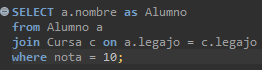 SELECT a.nombre as Alumno
from Alumno a
join Cursa c on a.legajo = c.legajo
where nota = 10;